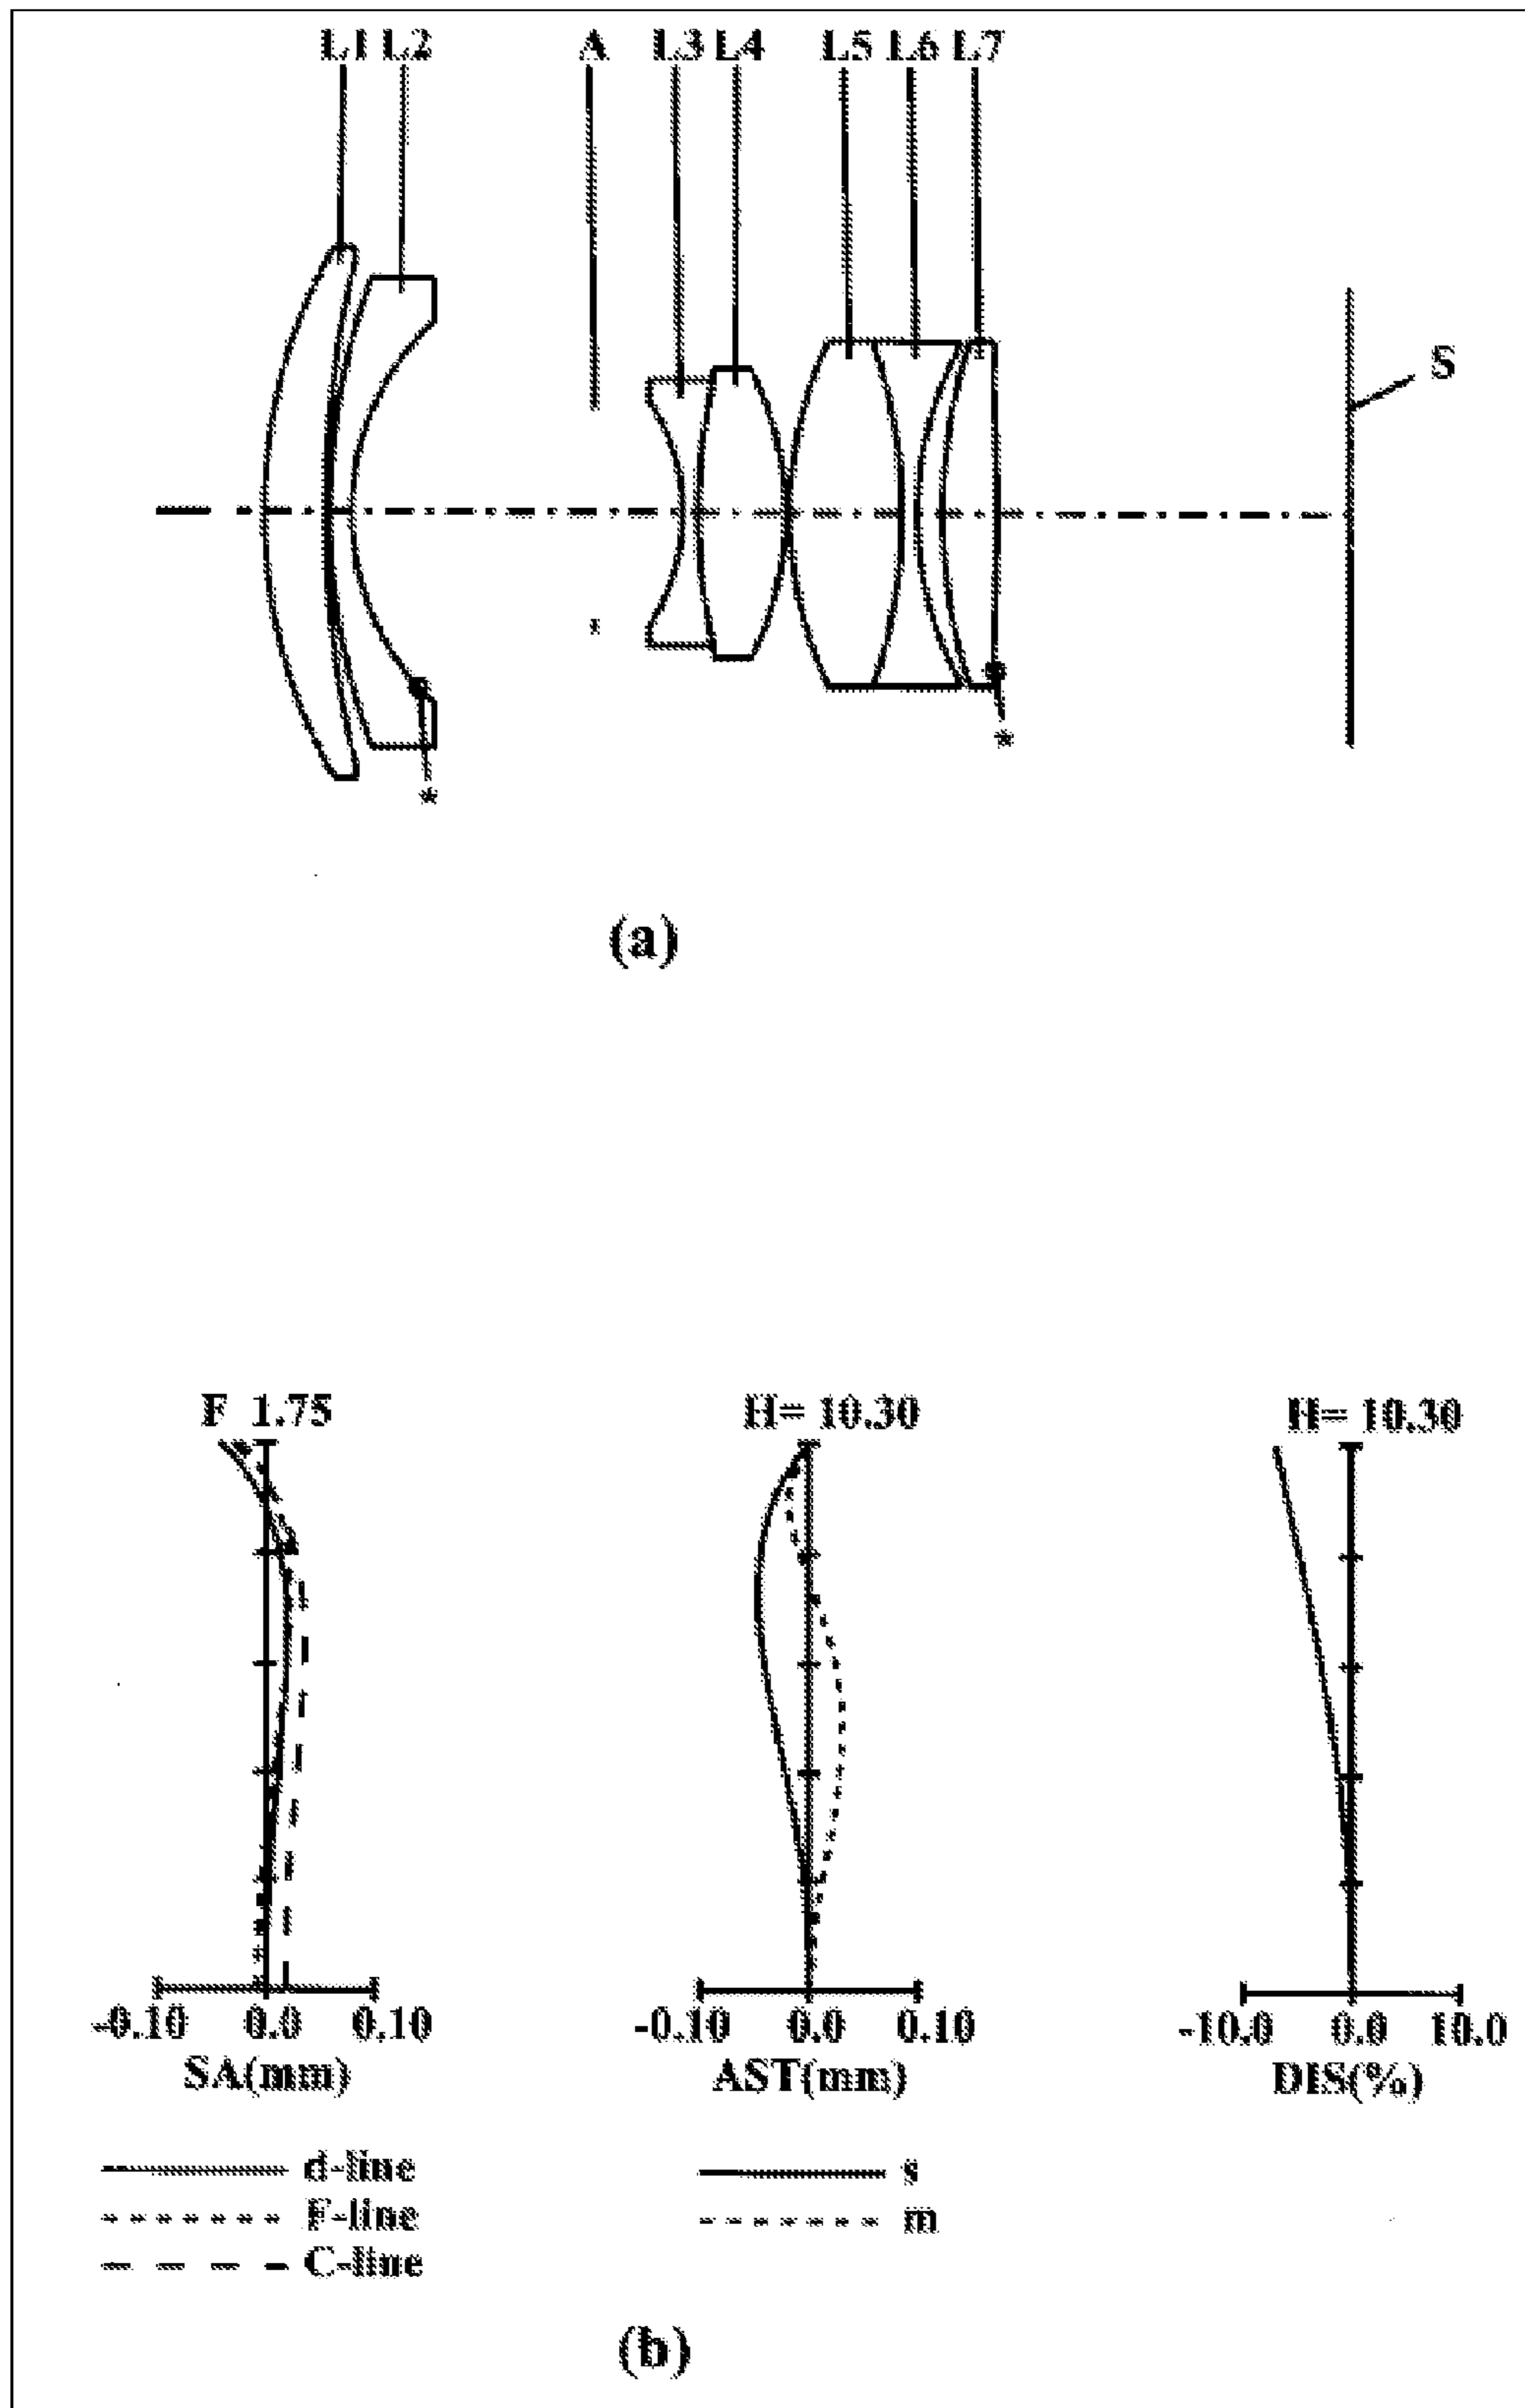 L1 L2 A L3 L4 L5 L6 L7
S
*
*
*
(a)
F 1.75 H= 10.30 H= 10.30
-0.10 0.0 0.10 -0.10 0.0 0.10 -10.0 0.0 10.0
SA(mm) AST(mm) DIS(%)
d-line s
F-line m
C-line
(b)